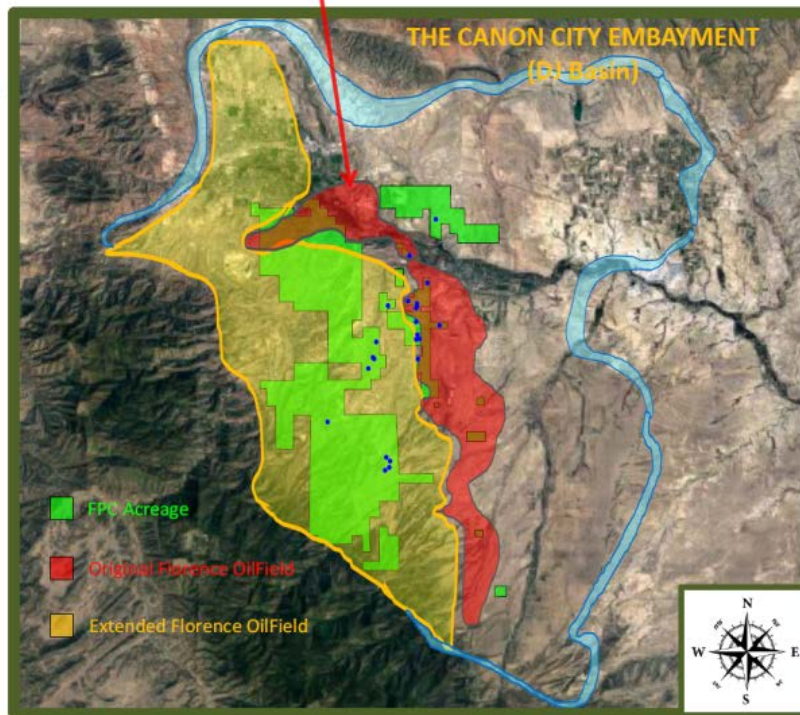 THE CANON CITY EMBAYMENT
(DJ Basin)
FPC Acreage
Original Florence OilField
Extended Florence OilField
N
W
E
S